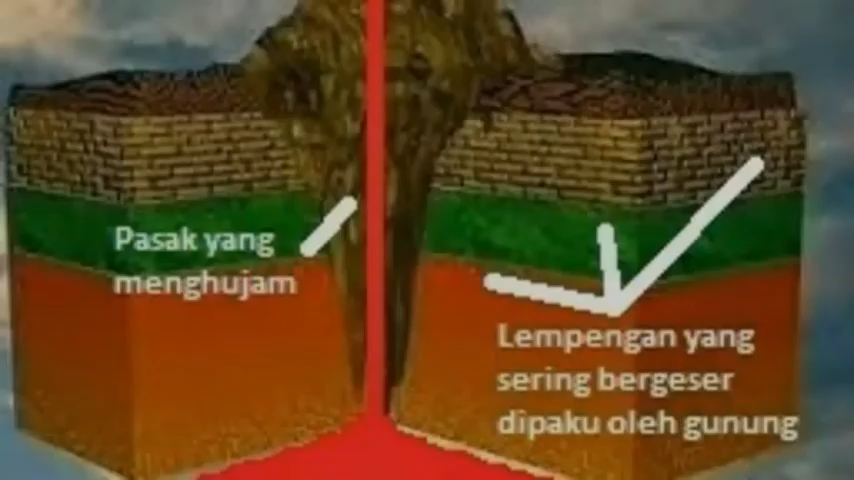 Pasak yang
menghujam
Lempengan yang
sering bergeser
dipaku oleh gunung